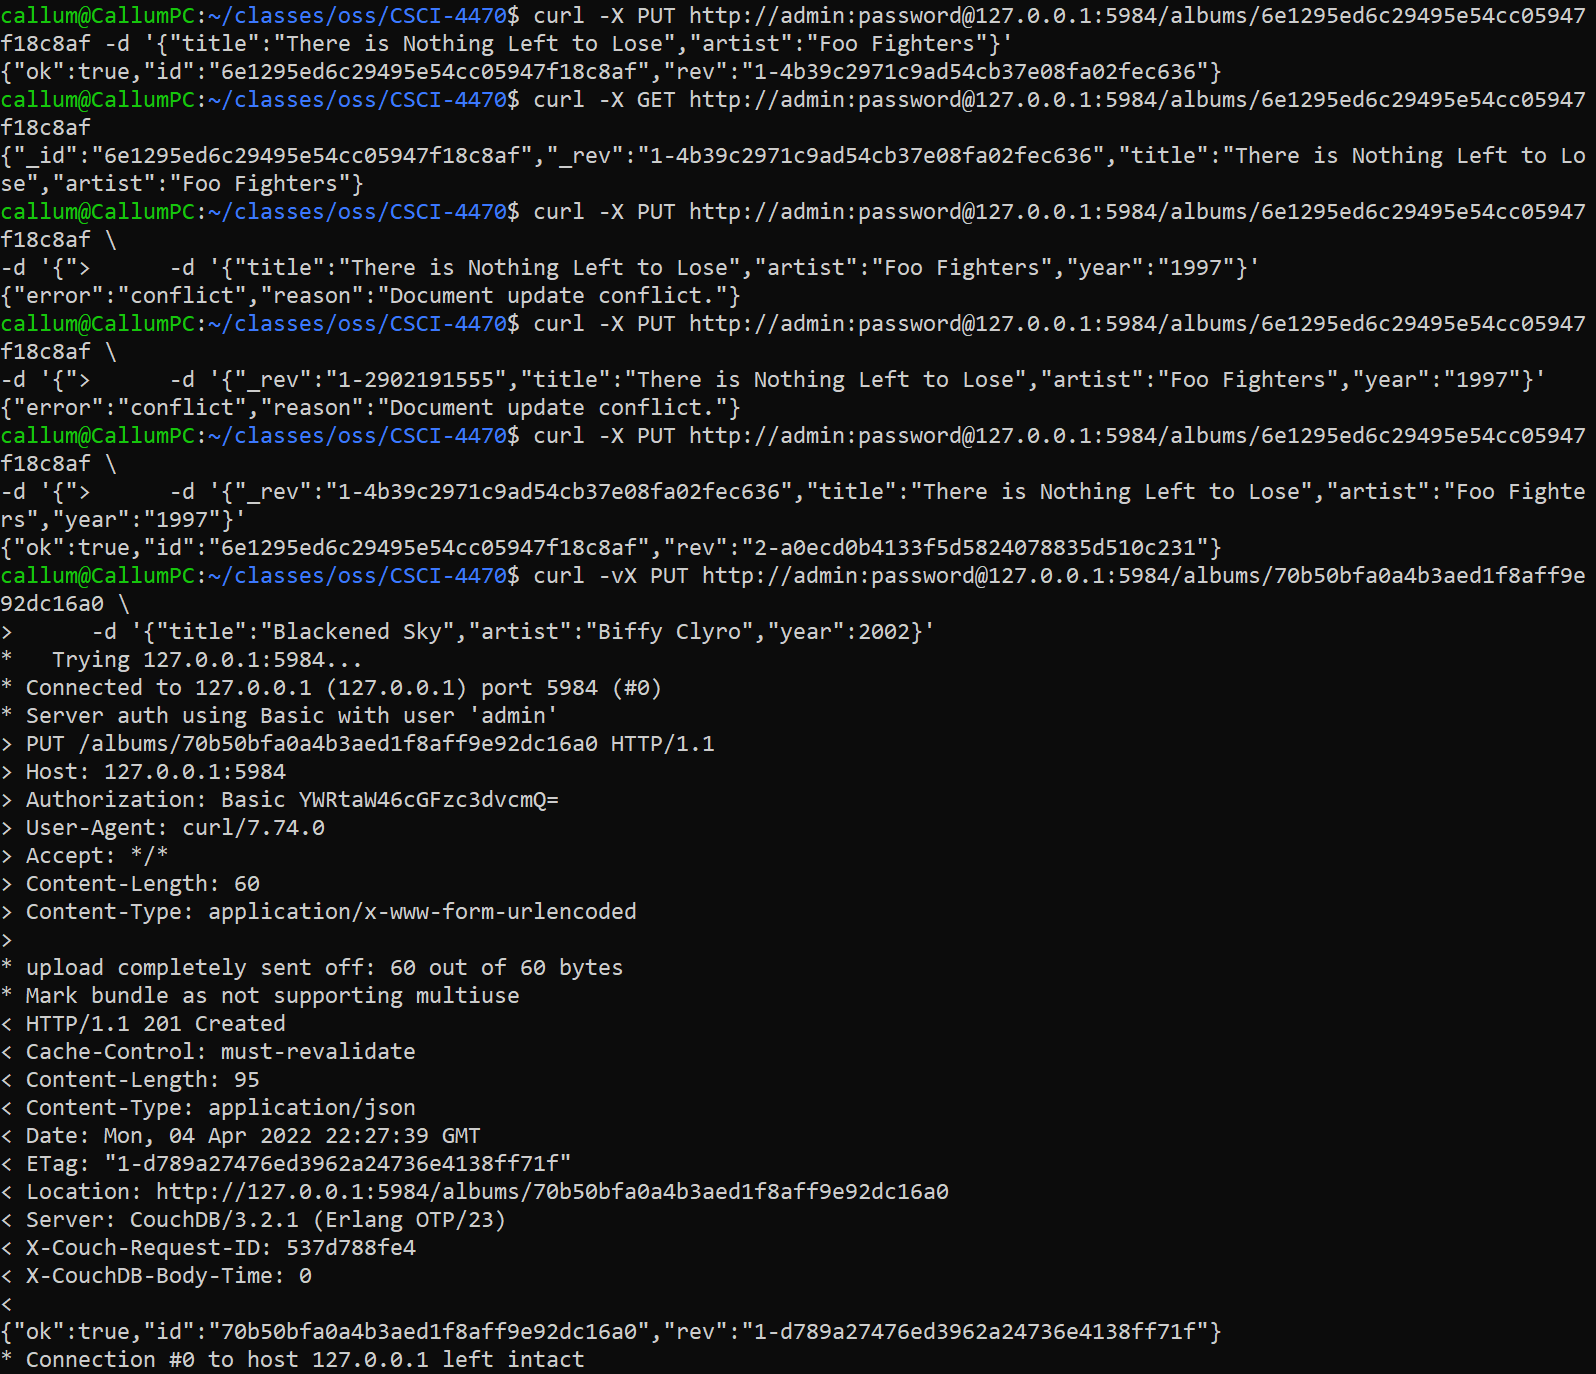 callum@CallumPC:~/classes/oss/CSCI-4470$ curl -X PUT http://admin:password@127.0.0.1:5984/albums/6e1295ed6c29495e54cc05947
f18c8af -d '{"title":"There is Nothing Left to Lose","artist":"Foo Fighters"}'
{"ok":true,"id":"6e1295ed6c29495e54cc05947f18c8af","rev":"1-4b39c2971c9ad54cb37e08fa02fec636"}
callum@CallumPC:~/classes/oss/CSCI-4470$ curl -X GET http://admin:password@127.0.0.1:5984/albums/6e1295ed6c29495e54cc05947
f18c8af
{"_id":"6e1295ed6c29495e54cc05947f18c8af","_rev":"1-4b39c2971c9ad54cb37e08fa02fec636","title":"There is Nothing Left to Lo
se","artist":"Foo Fighters"}
callum@CallumPC:~/classes/oss/CSCI-4470$ curl -X PUT http://admin:password@127.0.0.1:5984/albums/6e1295ed6c29495e54cc05947
f18c8af \
-d '{">      -d '{"title":"There is Nothing Left to Lose","artist":"Foo Fighters","year":"1997"}'
{"error":"conflict","reason":"Document update conflict."}
callum@CallumPC:~/classes/oss/CSCI-4470$ curl -X PUT http://admin:password@127.0.0.1:5984/albums/6e1295ed6c29495e54cc05947
f18c8af \
-d '{">      -d '{"_rev":"1-2902191555","title":"There is Nothing Left to Lose","artist":"Foo Fighters","year":"1997"}'
{"error":"conflict","reason":"Document update conflict."}
callum@CallumPC:~/classes/oss/CSCI-4470$ curl -X PUT http://admin:password@127.0.0.1:5984/albums/6e1295ed6c29495e54cc05947
f18c8af \
-d '{">      -d '{"_rev":"1-4b39c2971c9ad54cb37e08fa02fec636","title":"There is Nothing Left to Lose","artist":"Foo Fighte
rs","year":"1997"}'
{"ok":true,"id":"6e1295ed6c29495e54cc05947f18c8af","rev":"2-a0ecd0b4133f5d5824078835d510c231"}
callum@CallumPC:~/classes/oss/CSCI-4470$ curl -vX PUT http://admin:password@127.0.0.1:5984/albums/70b50bfa0a4b3aed1f8aff9e
92dc16a0 \
>      -d '{"title":"Blackened Sky","artist":"Biffy Clyro","year":2002}'
*   Trying 127.0.0.1:5984...
* Connected to 127.0.0.1 (127.0.0.1) port 5984 (#0)
* Server auth using Basic with user 'admin'
> PUT /albums/70b50bfa0a4b3aed1f8aff9e92dc16a0 HTTP/1.1
> Host: 127.0.0.1:5984
> Authorization: Basic YWRtaW46cGFzc3dvcmQ=
> User-Agent: curl/7.74.0
> Accept: */*
> Content-Length: 60
> Content-Type: application/x-www-form-urlencoded
>
* upload completely sent off: 60 out of 60 bytes
* Mark bundle as not supporting multiuse
< HTTP/1.1 201 Created
< Cache-Control: must-revalidate
< Content-Length: 95
< Content-Type: application/json
< Date: Mon, 04 Apr 2022 22:27:39 GMT
< ETag: "1-d789a27476ed3962a24736e4138ff71f"
< Location: http://127.0.0.1:5984/albums/70b50bfa0a4b3aed1f8aff9e92dc16a0
< Server: CouchDB/3.2.1 (Erlang OTP/23)
< X-Couch-Request-ID: 537d788fe4
< X-CouchDB-Body-Time: 0
<
{"ok":true,"id":"70b50bfa0a4b3aed1f8aff9e92dc16a0","rev":"1-d789a27476ed3962a24736e4138ff71f"}
* Connection #0 to host 127.0.0.1 left intact